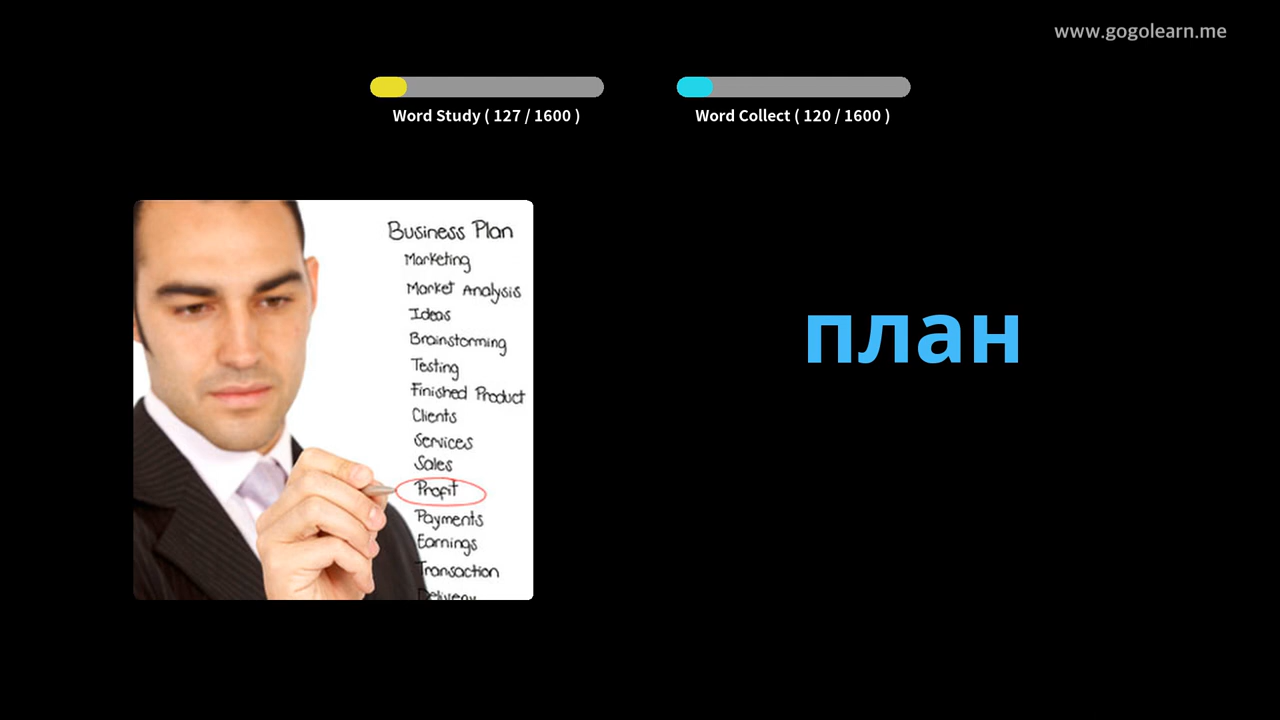 www.gogolearn.me
Word Study ( 127 / 1600 )
Word Collect ( 120 / 1600 )
Business Plan
Marketing
Market Analysis
Ideas
Brainstorming
Testing
Finished Product
Clients
Services
Sales
Profit
Payments
Earnings
Transaction
Delivery
план